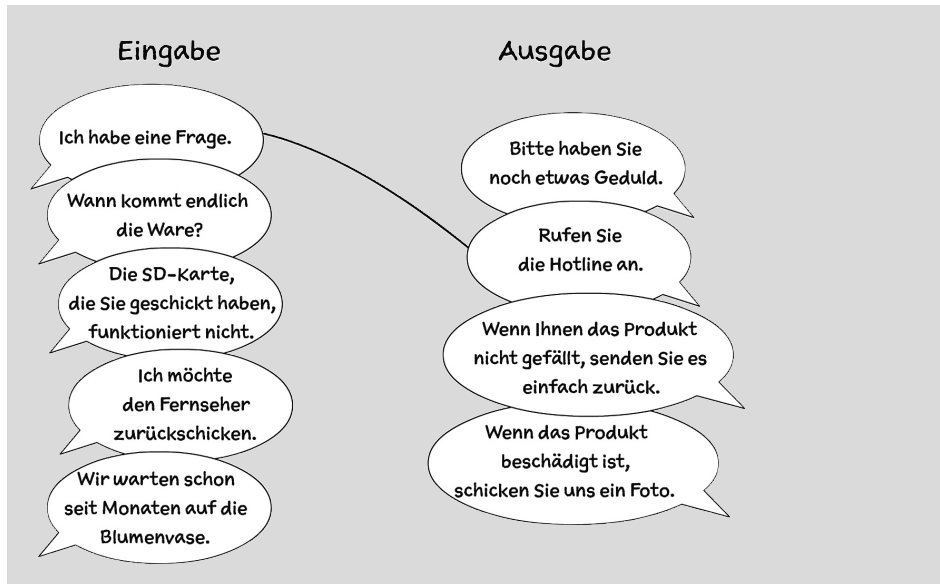 Eingabe
Ich habe eine Frage.
Wann kommt endlich
die Ware?
Die SD-Karte,
die Sie geschickt haben,
funktioniert nicht.
Ich möchte
den Fernseher
zurückschicken.
Wir warten schon
seit Monaten auf die
Blumenvase.
Ausgabe
Bitte haben Sie
noch etwas Geduld.
Rufen Sie
die Hotline an.
Wenn Ihnen das Produkt
nicht gefällt, senden Sie es
einfach zurück.
Wenn das Produkt
beschädigt ist,
schicken Sie uns ein Foto.